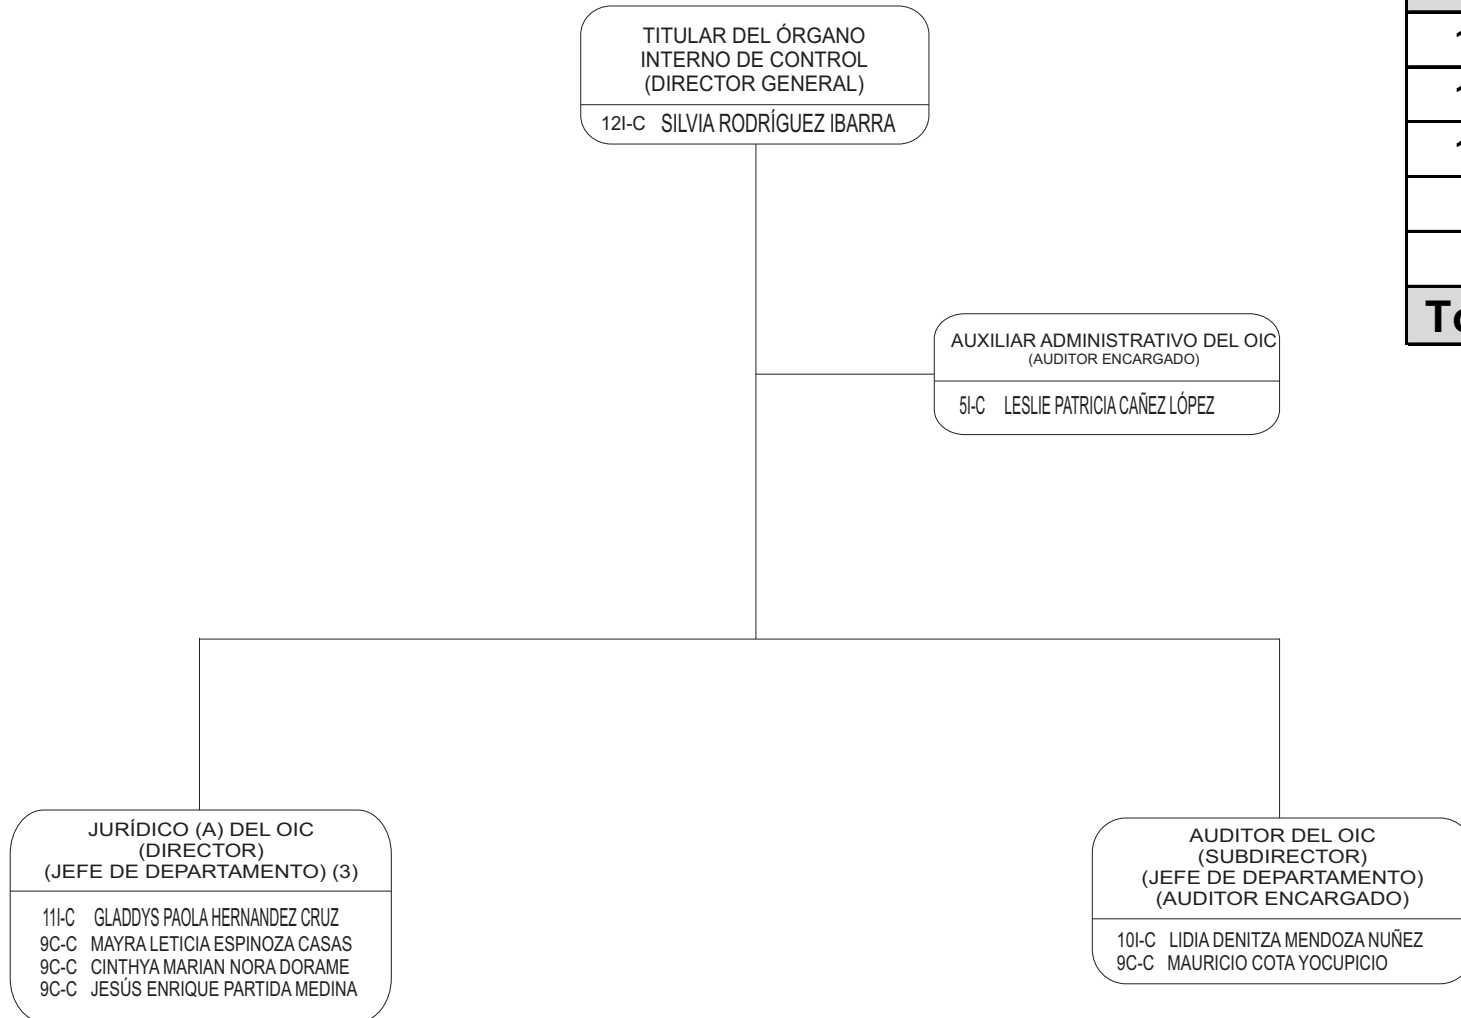 TITULAR DEL ÓRGANO
INTERNO DE CONTROL
(DIRECTOR GENERAL)
12I-C SILVIA RODRÍGUEZ IBARRA
AUXILIAR ADMINISTRATIVO DEL OIC
(AUDITOR ENCARGADO)
5I-C LESLIE PATRICIA CAÑEZ LÓPEZ
JURÍDICO (A) DEL OIC
(DIRECTOR)
(JEFE DE DEPARTAMENTO) (3)
11I-C GLADDYS PAOLA HERNANDEZ CRUZ
9C-C MAYRA LETICIA ESPINOZA CASAS
9C-C CINTHYA MARIAN NORA DORAME
9C-C JESÚS ENRIQUE PARTIDA MEDINA
AUDITOR DEL OIC
(SUBDIRECTOR)
(JEFE DE DEPARTAMENTO)
(AUDITOR ENCARGADO)
10I-C LIDIA DENITZA MENDOZA NUÑEZ
9C-C MAURICIO COTA YOCUPICIO